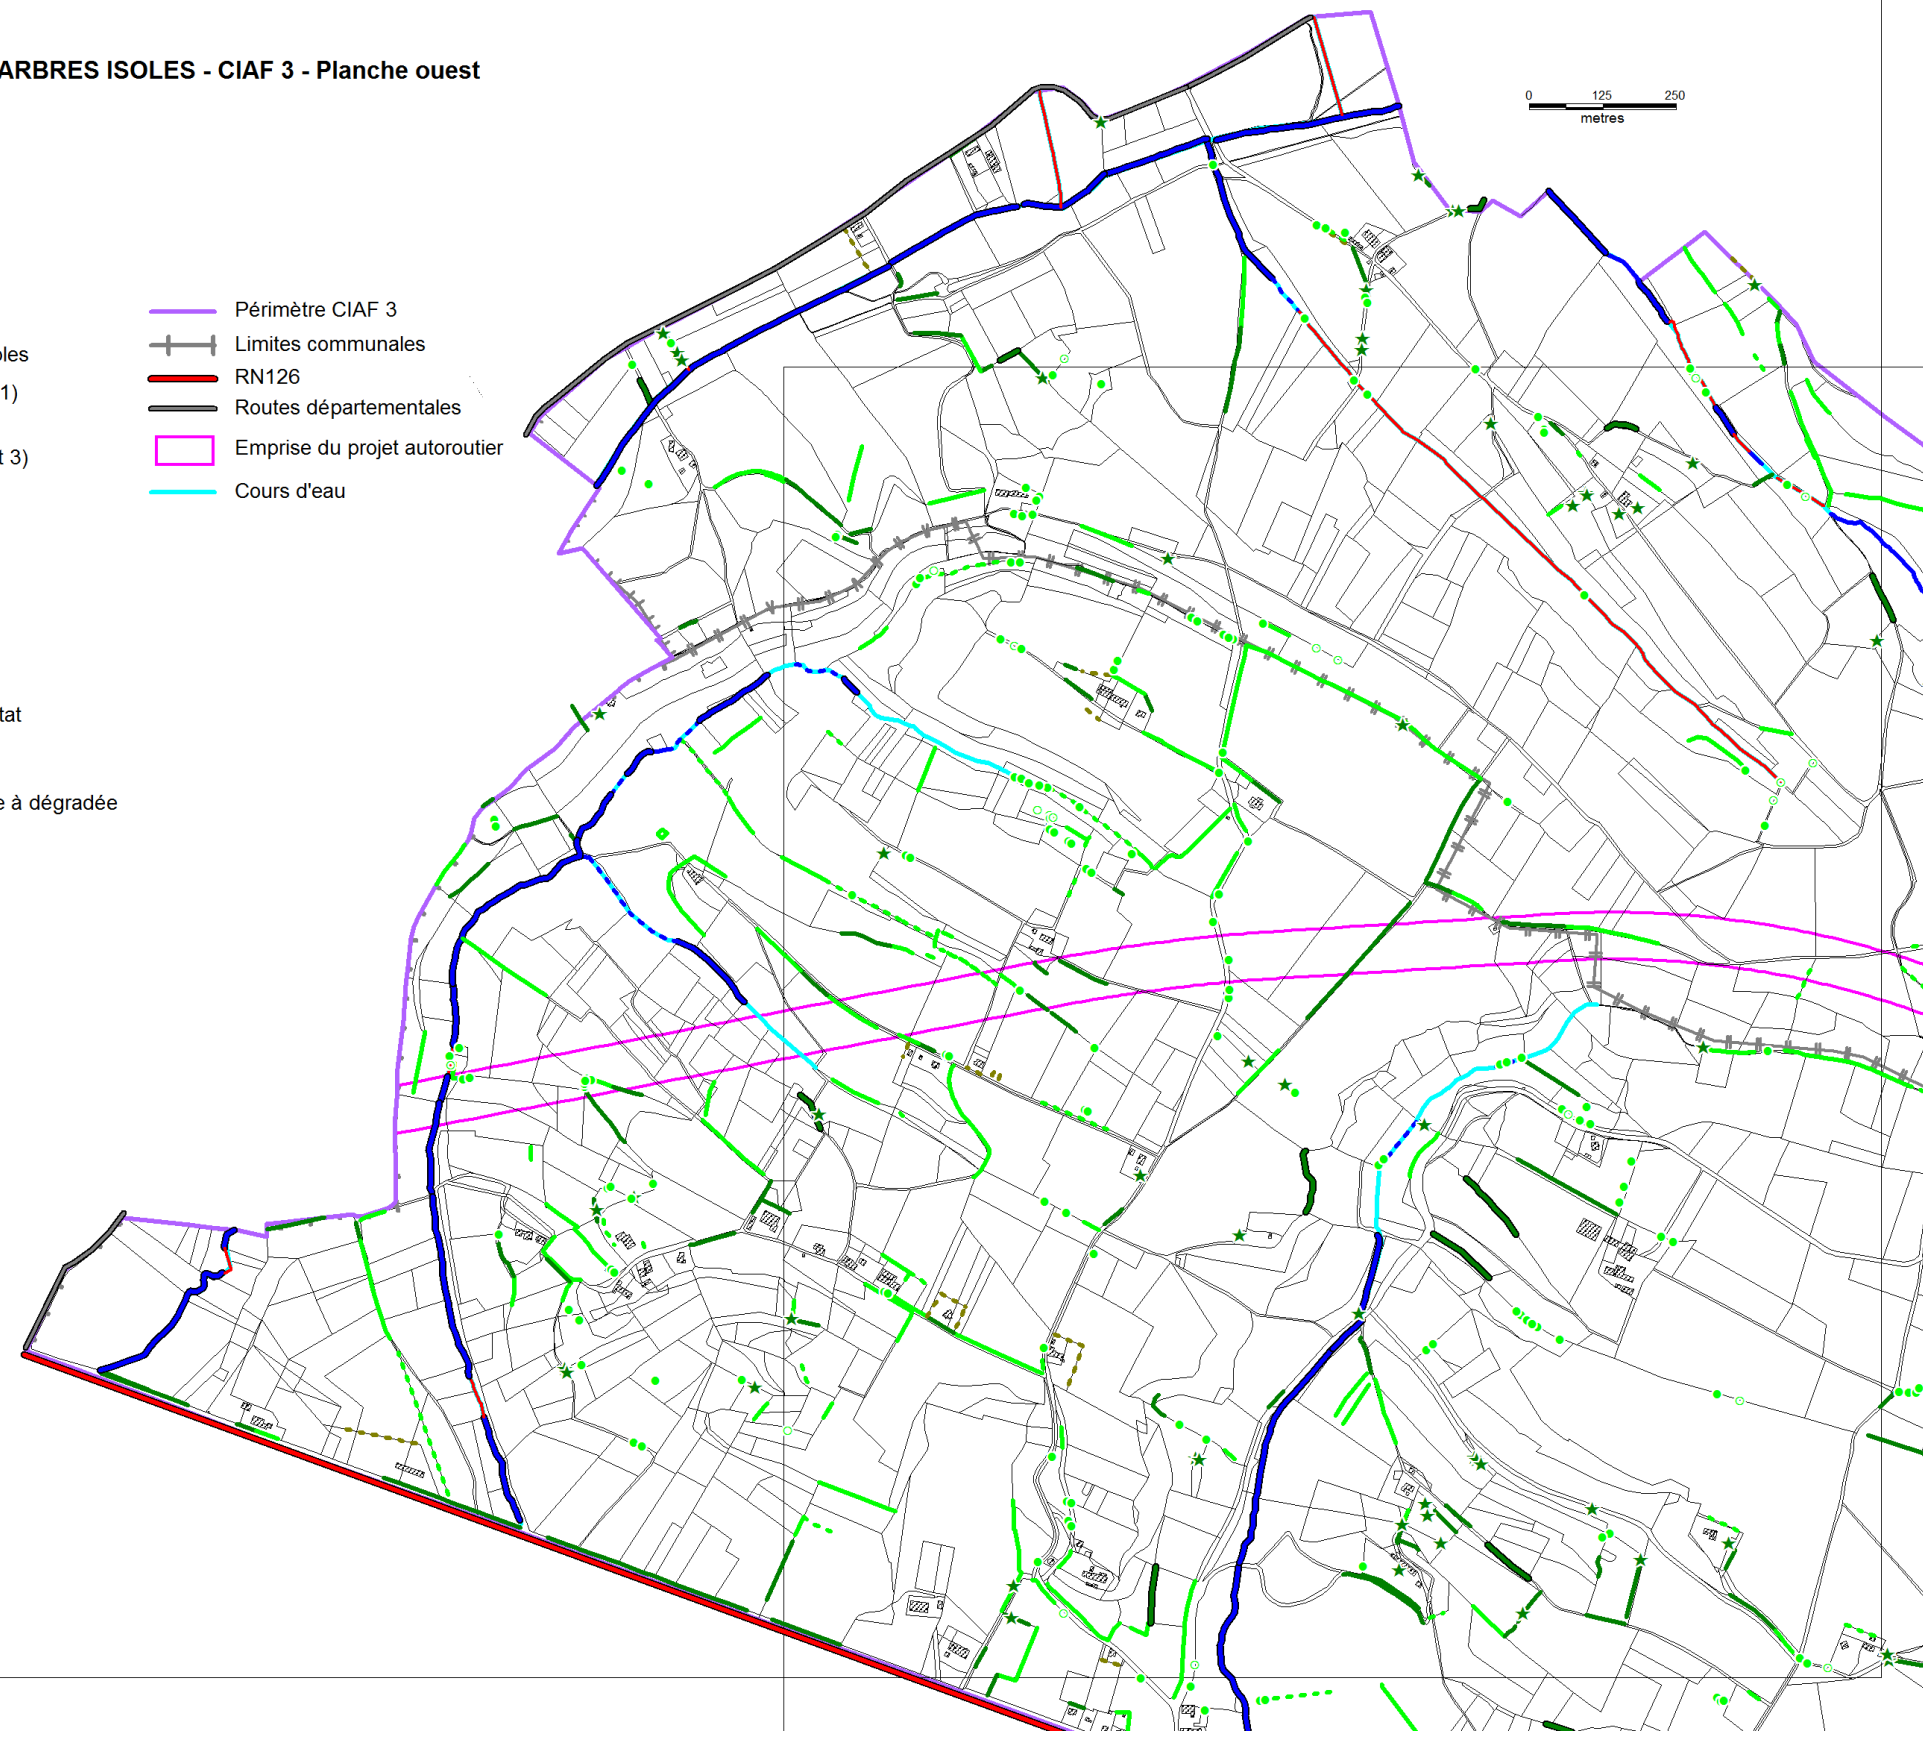 ARBRES ISOLES - CIAF 3 - Planche ouest
0 125 250
metres
Périmètre CIAF 3
Limites communales
oles
RN126
1)
Routes départementales
Emprise du projet autoroutier
t 3)
Cours d'eau
tat
e à dégradée